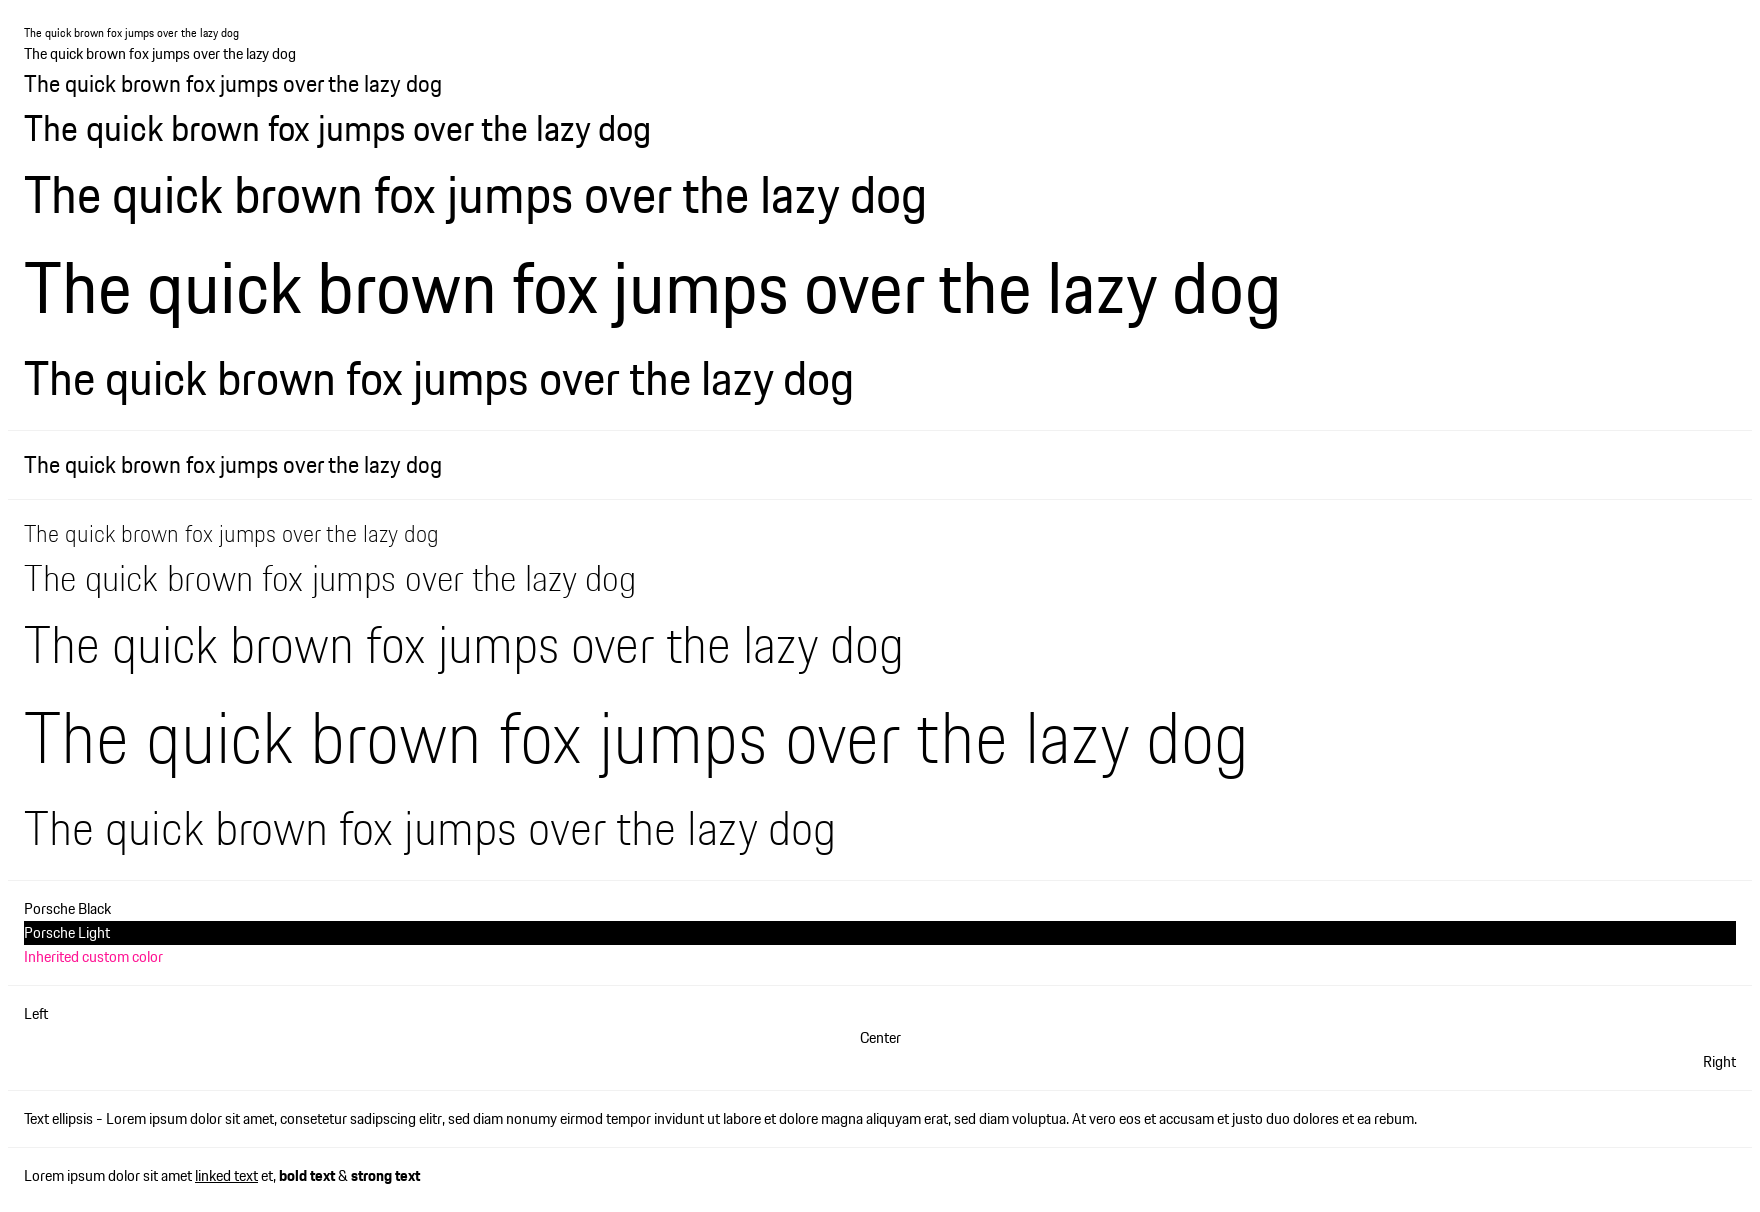 The quick brown fox jumps over the lazy dog
The quick brown fox jumps over the lazy dog
The quick brown fox jumps over the lazy dog
The quick brown fox jumps over the lazy dog
The quick brown fox jumps over the lazy dog
The quick brown fox jumps over the lazy dog
The quick brown fox jumps over the lazy dog
The quick brown fox jumps over the lazy dog
The quick brown fox jumps over the lazy dog
The quick brown fox jumps over the lazy dog
The quick brown fox jumps over the lazy dog
The quick brown fox jumps over the lazy dog
The quick brown fox jumps over the lazy dog
Porsche Black
Porsche Light
Inherited custom color
Left
Center
Right
Text ellipsis - Lorem ipsum dolor sit amet, consetetur sadipscing elitr, sed diam nonumy eirmod tempor invidunt ut labore et dolore magna aliquyam erat, sed diam voluptua. At vero eos et accusam et justo duo dolores et ea rebum.
Lorem ipsum dolor sit amet linked text et, bold text & strong text